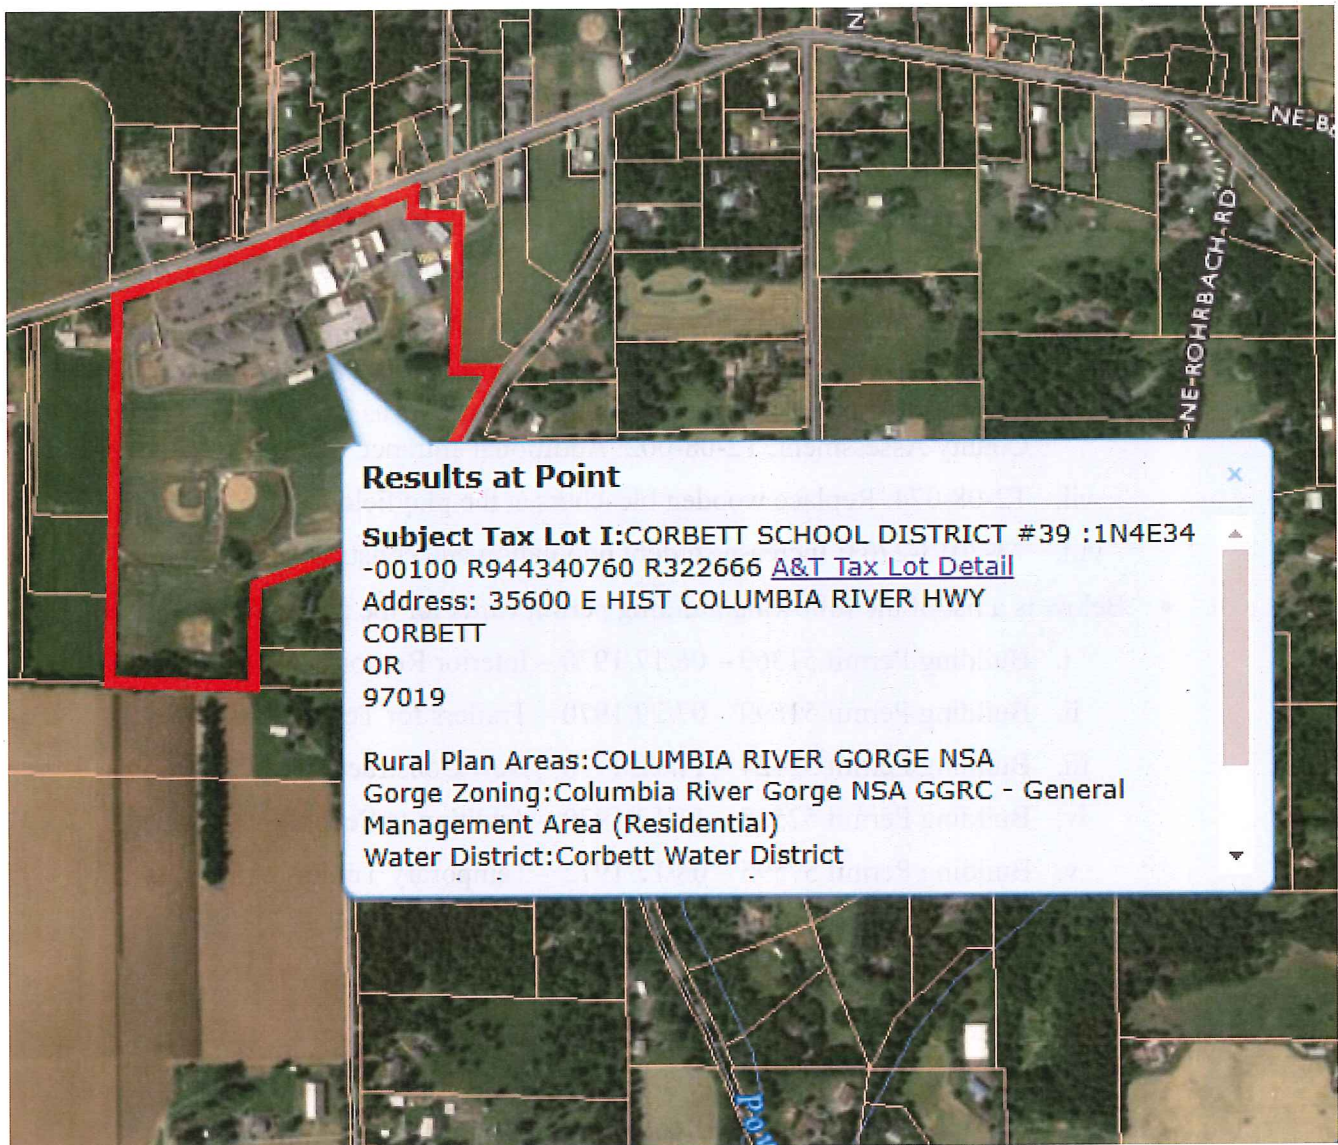 N
NE-B
NE-ROHRBACH-RD
Results at Point
x
Subject Tax Lot I:CORBETT SCHOOL DISTRICT #39 :1N4E34
-00100 R944340760 R322666 A&T Tax Lot Detail
Address: 35600 E HIST COLUMBIA RIVER HWY
CORBETT
OR
97019
Rural Plan Areas:COLUMBIA RIVER GORGE NSA
Gorge Zoning:Columbia River Gorge NSA GGRC - General
Management Area (Residential)
Water District:Corbett Water District
Pow